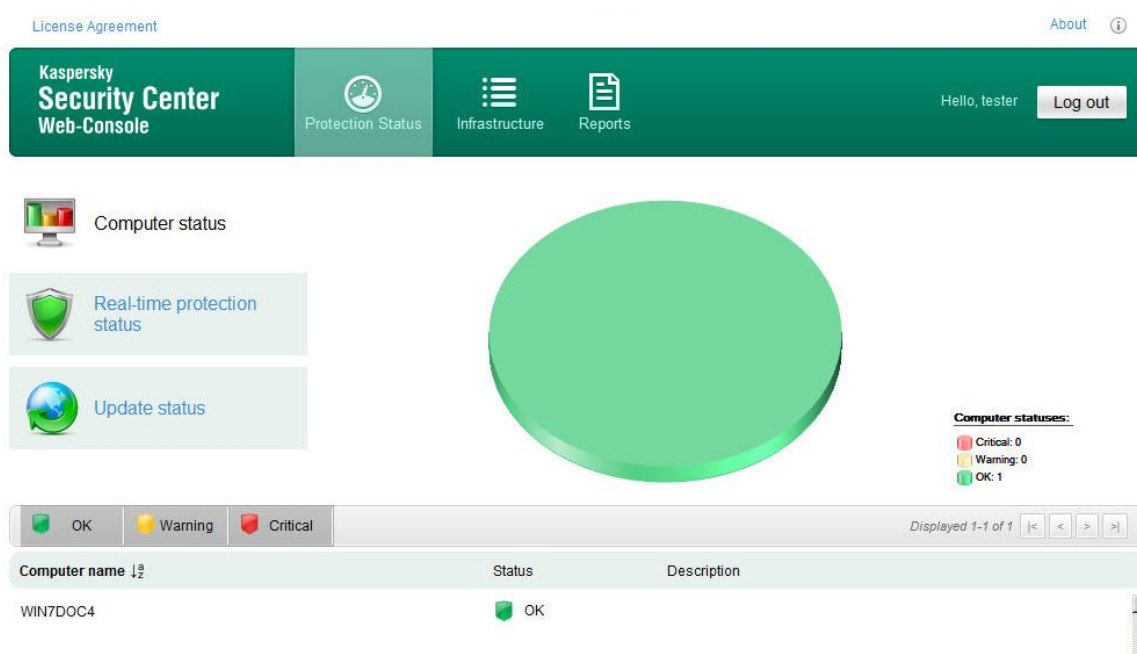 License Agreement
About
Kaspersky
Security Center
Web-Console
Protection Status
Infrastructure
Reports
Hello, tester
Log out
Computer status
Real-time protection
status
Update status
Computer statuses:
Critical: 0
Warning: 0
OK: 1
OK
Warning
Critical
Displayed 1-1 of 1 |< < > >|
Computer name ↓az
Status
Description
WIN7DOC4
OK